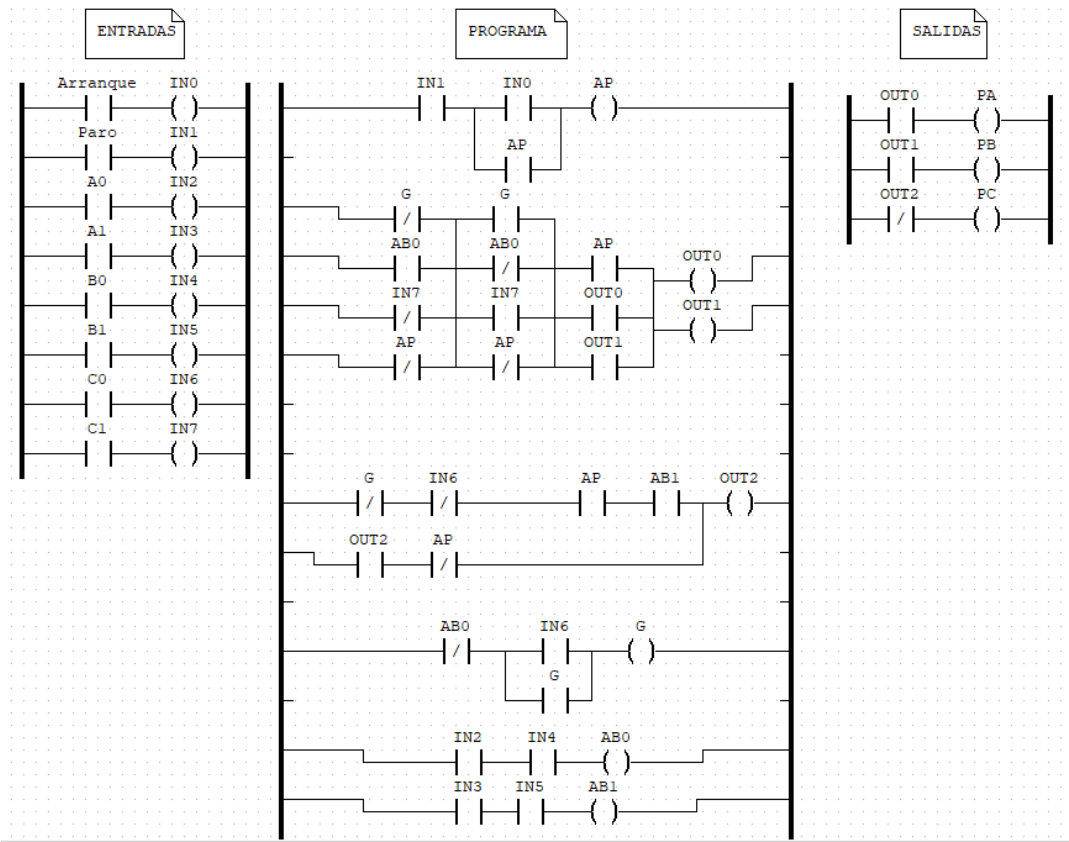 ENTRADAS
PROGRAMA
SALIDAS
Arranque IN0
Paro IN1
A0 IN2
A1 IN3
B0 IN4
B1 IN5
C0 IN6
C1 IN7
IN1 IN0 AP
AP
G G
AB0 AB0 AP OUT0
IN7 IN7 OUT0 OUT1
AP AP OUT1
G IN6 AP AB1 OUT2
OUT2 AP
AB0 IN6 G
G
IN2 IN4 AB0
IN3 IN5 AB1
OUT0 PA
OUT1 PB
OUT2 PC